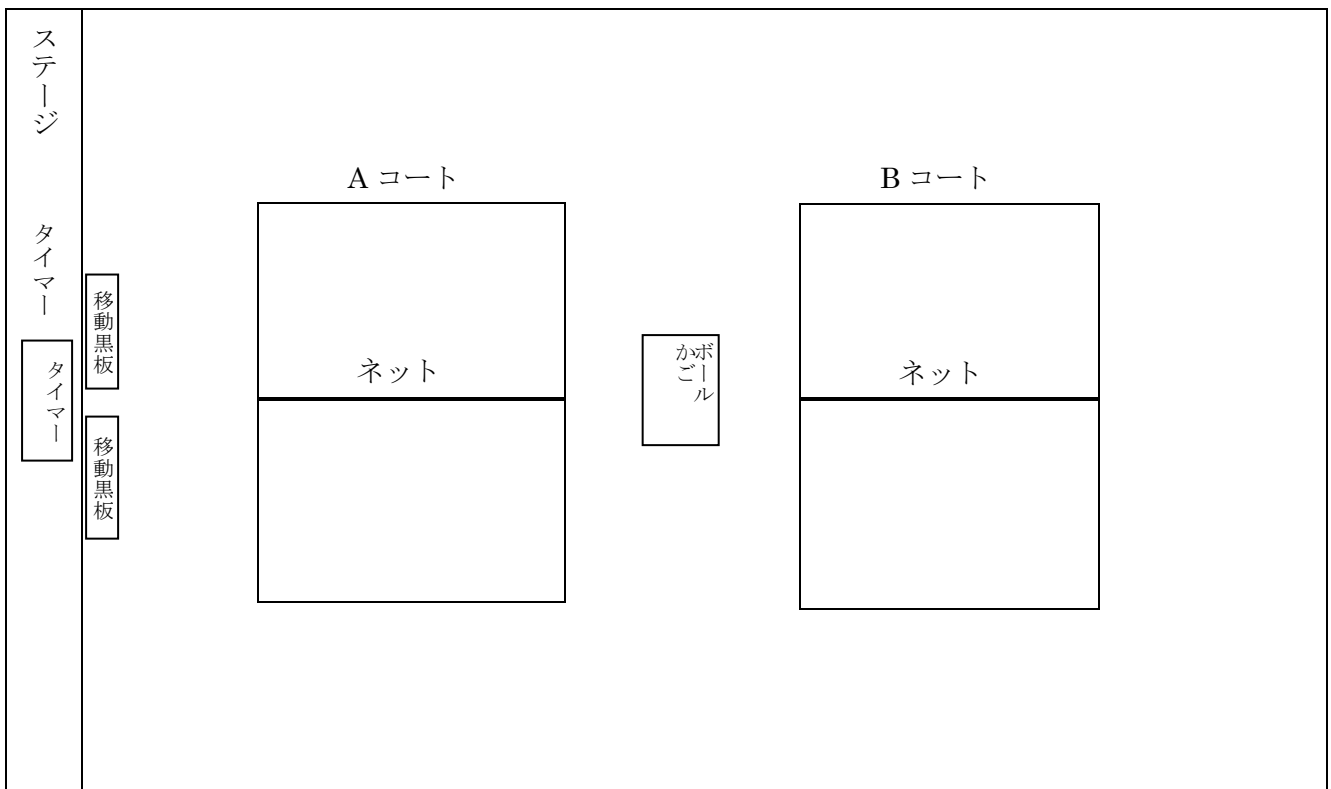 ステージ
タイマー
タイマー
移動黒板
移動黒板
A コート
ネット
ボール
かご
B コート
ネット